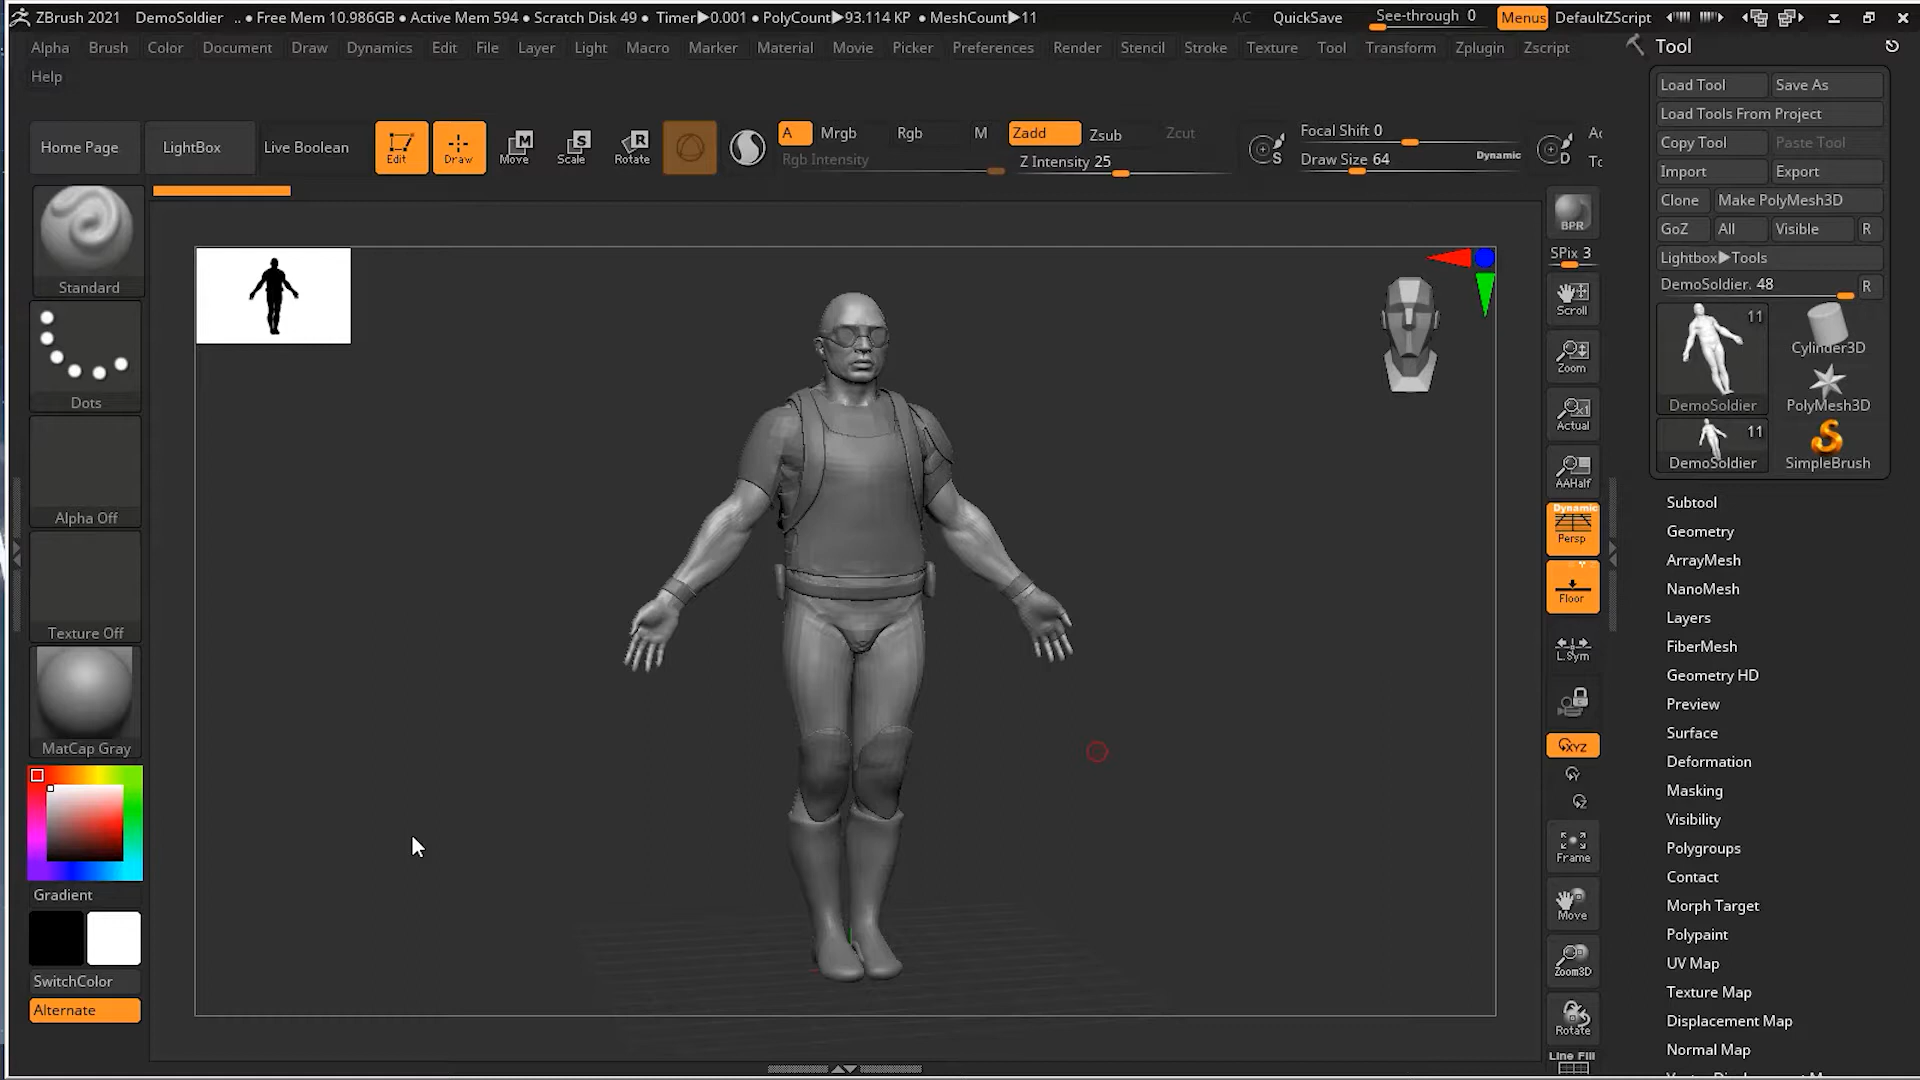 ZBrush 2021 DemoSoldier .. • Free Mem 10.986GB • Active Mem 594 • Scratch Disk 49 • Timer▶0.001 • PolyCount▶93.114 KP • MeshCount▶11 AC QuickSave See-through 0 Menus DefaultZScript
Alpha Brush Color Document Draw Dynamics Edit File Layer Light Macro Marker Material Movie Picker Preferences Render Stencil Stroke Texture Tool Transform Zplugin Zscript
Help
Home Page LightBox Live Boolean
Edit Draw Move Scale Rotate
M S R
A Mrgb Rgb M Zadd Zsub Zcut
Rgb Intensity Z Intensity 25
Focal Shift 0
Draw Size 64 Dynamic
S D
Standard
Dots
Alpha Off
Texture Off
MatCap Gray
Gradient
SwitchColor
Alternate
BPR
SPix 3
Scroll
Zoom
Actual
AAHalf
Dynamic
Persp
Floor
L.Sym
XYZ
Y
Z
Frame
Move
Zoom3D
Rotate
Line Fill
Tool
Load Tool Save As
Load Tools From Project
Copy Tool Paste Tool
Import Export
Clone Make PolyMesh3D
GoZ All Visible R
Lightbox▶Tools
DemoSoldier. 48 R
11
DemoSoldier
Cylinder3D
PolyMesh3D
11
DemoSoldier
SimpleBrush
Subtool
Geometry
ArrayMesh
NanoMesh
Layers
FiberMesh
Geometry HD
Preview
Surface
Deformation
Masking
Visibility
Polygroups
Contact
Morph Target
Polypaint
UV Map
Texture Map
Displacement Map
Normal Map